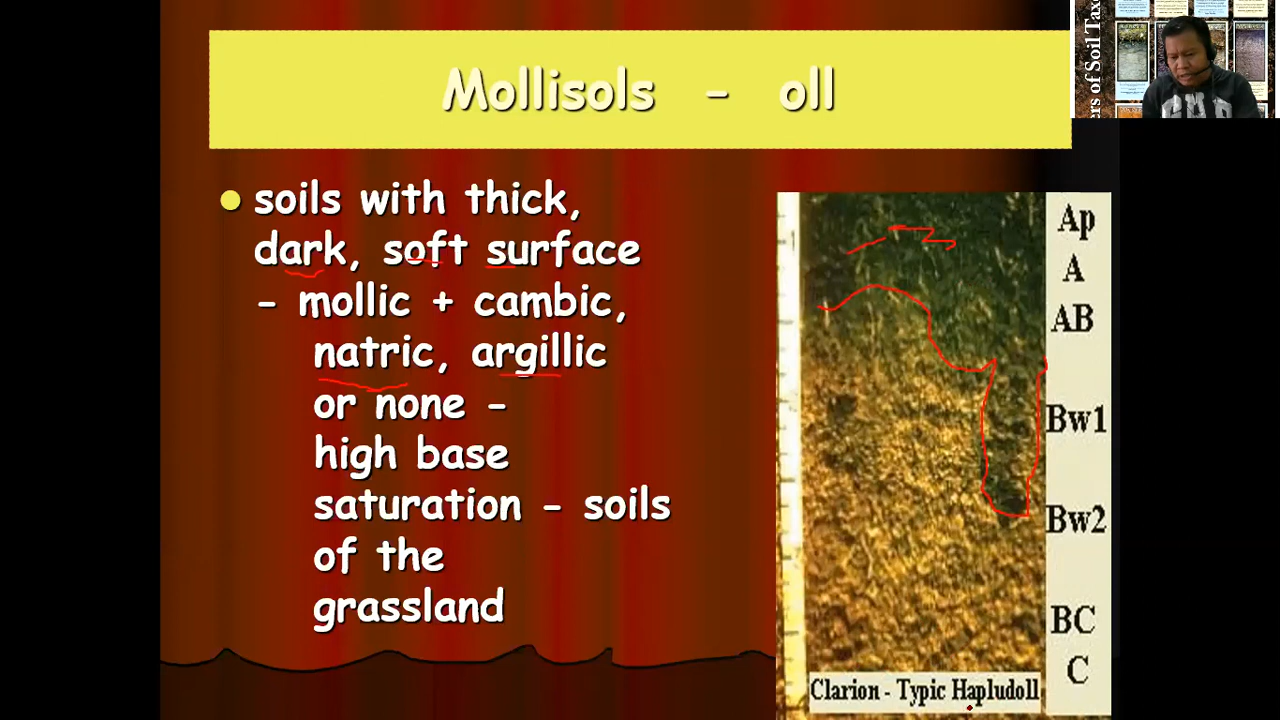 ers of Soil Tax
Mollisols - oll
soils with thick,
dark, soft surface
- mollic + cambic,
natric, argillic
or none -
high base
saturation - soils
of the
grassland
Ap
A
AB
Bw1
Bw2
BC
C
Clarion - Typic Hapludoll